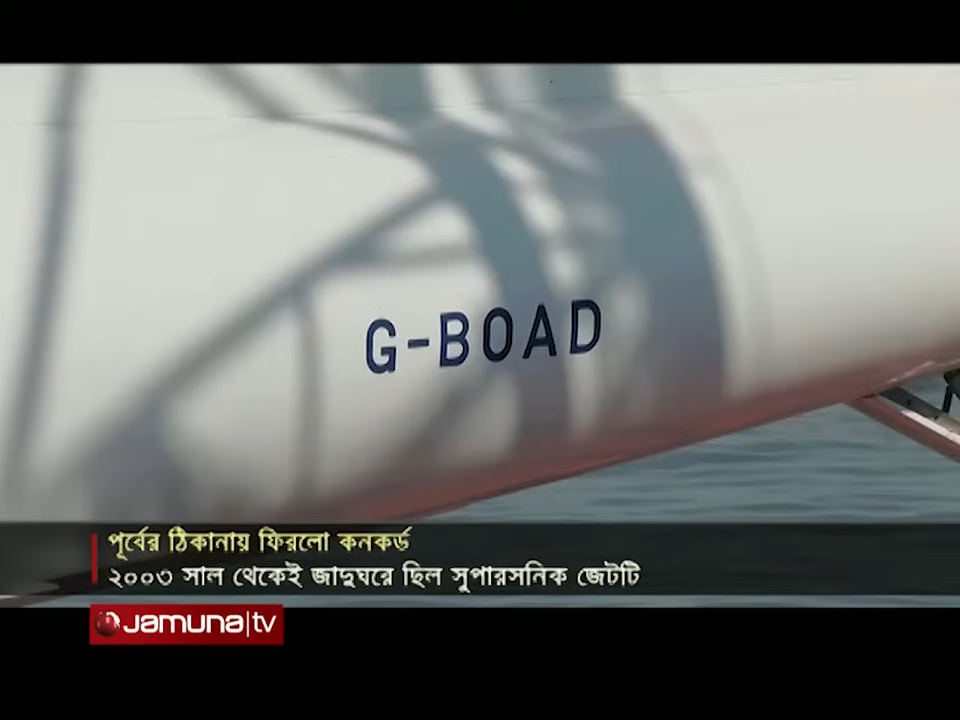 G-BOAD
পূর্বের ঠিকানায় ফিরলো কনকর্ড
২০০৩ সাল থেকেই জাদুঘরে ছিল সুপারসনিক জেটটি
Jamuna|tv